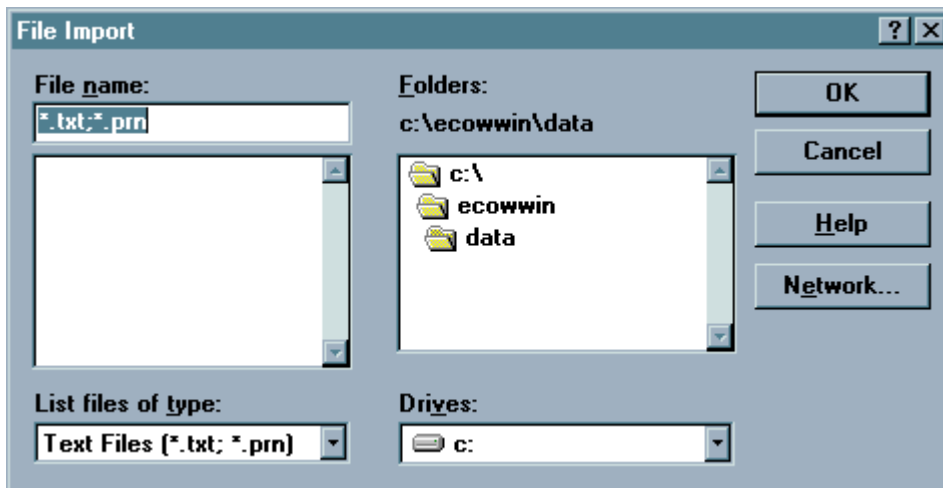 File Import
File name:
*.txt;*.prn
Folders:
c:\ecowwin\data
c:\
ecowwin
data
OK
Cancel
Help
Network...
List files of type:
Text Files (*.txt; *.prn)
Drives:
c: